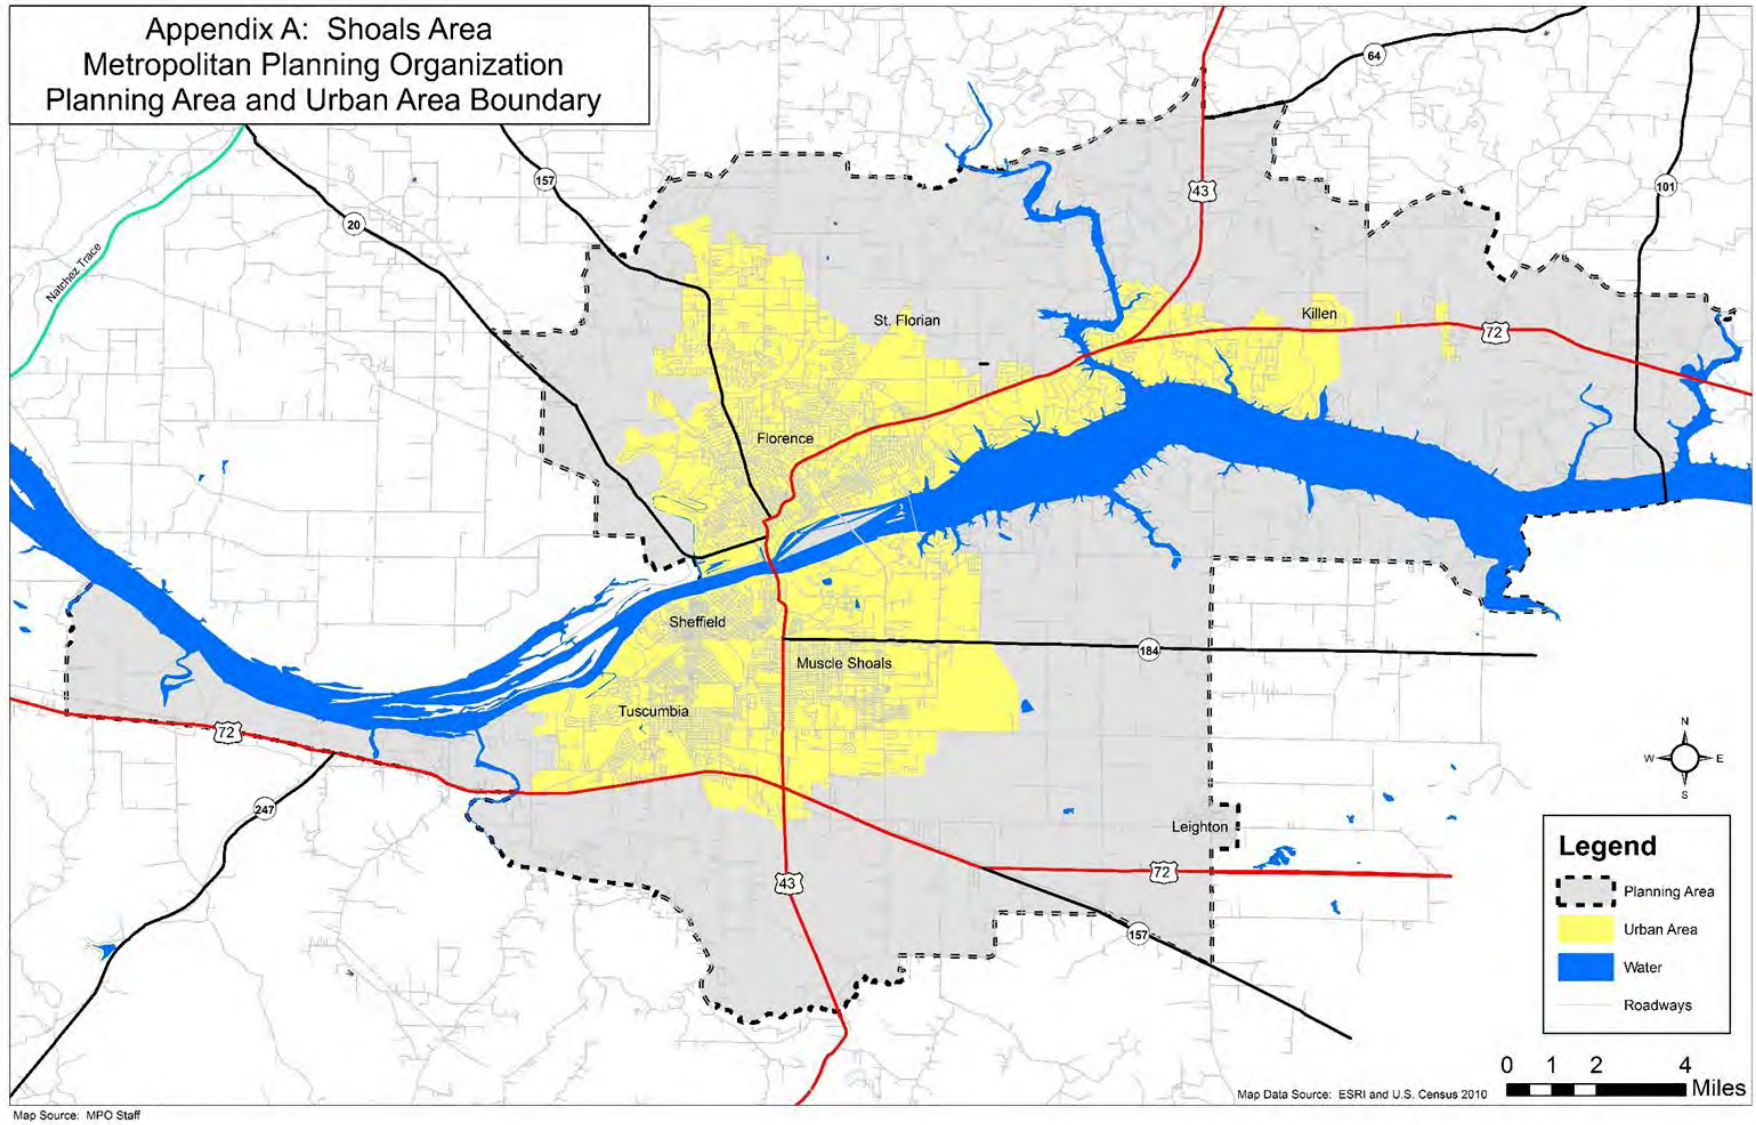 Appendix A: Shoals Area
Metropolitan Planning Organization
Planning Area and Urban Area Boundary
64
157
43
101
20
Natchez Trace
St. Florian
Killen
72
Florence
Sheffield
184
Muscle Shoals
Tuscumbia
72
N
W
E
S
247
Leighton
72
43
157
Legend
Planning Area
Urban Area
Water
Roadways
0 1 2 4
Miles
Map Data Source: ESRI and U.S. Census 2010
Map Source: MPO Staff